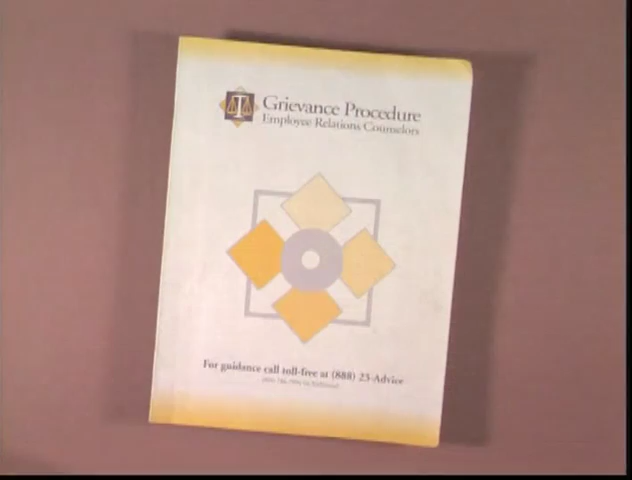 Grievance Procedure
Employee Relations Counselors
For guidance call toll-free at (888) 23-Advice